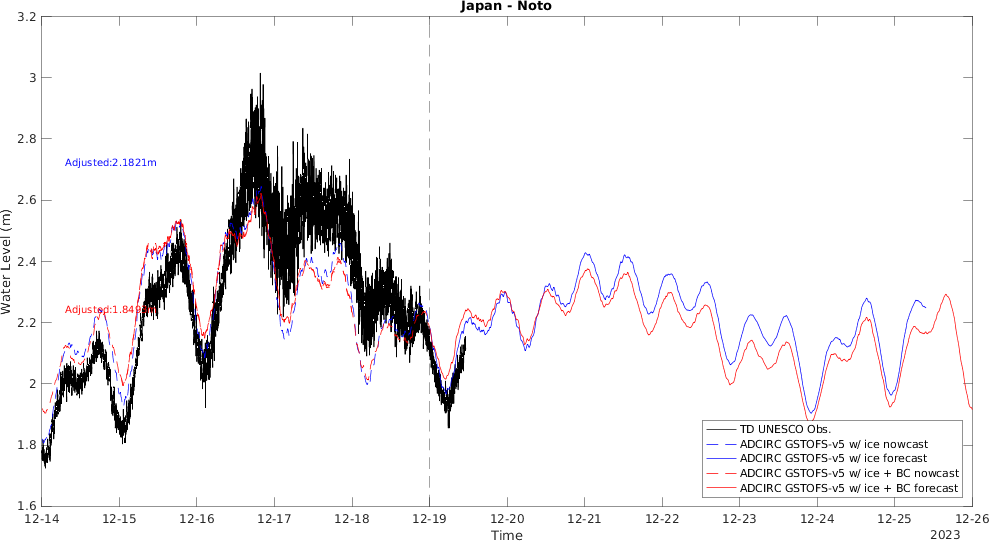 Japan - Noto
3.2
3
2.8
2.6
2.4
2.2
2
1.8
1.6
Water Level (m)
Adjusted:2.1821m
12-14
12-15
12-16
12-17
12-18
12-19
12-20
12-21
12-22
12-23
12-24
12-25
12-26
Time
2023
TD UNESCO Obs.
ADCIRC GSTOFS-v5 w/ ice nowcast
ADCIRC GSTOFS-v5 w/ ice forecast
ADCIRC GSTOFS-v5 w/ ice + BC nowcast
ADCIRC GSTOFS-v5 w/ ice + BC forecast